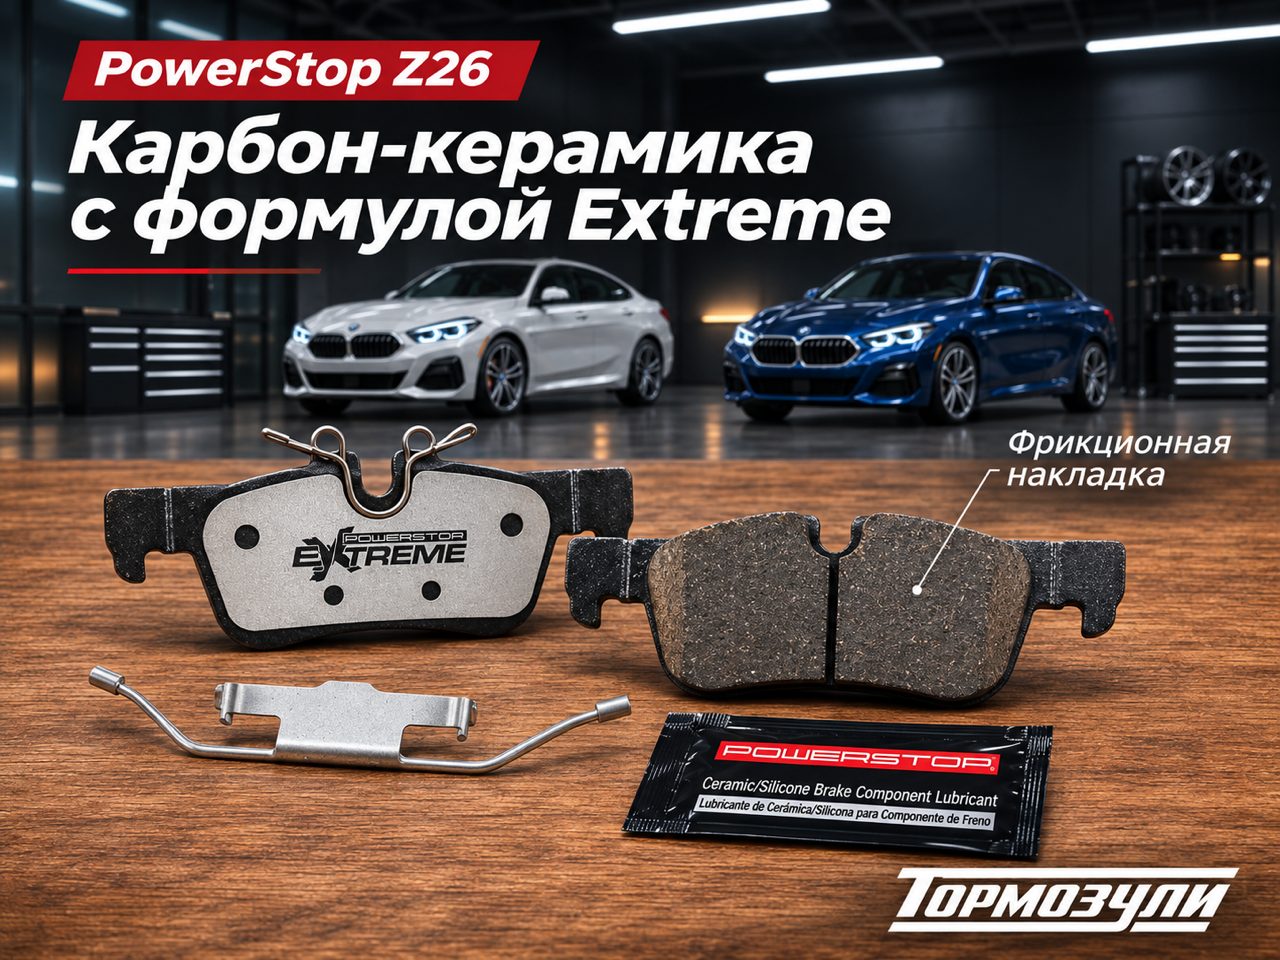 PowerStop Z26
Карбон-керамика
с формулой Extreme
Фрикционная
накладка
POWERSTOP
EXTREME
POWERSTOP
Ceramic/Silicone Brake Component Lubricant
Lubricante de Cerámica/Silicona para Componente de Freno
Тормозули